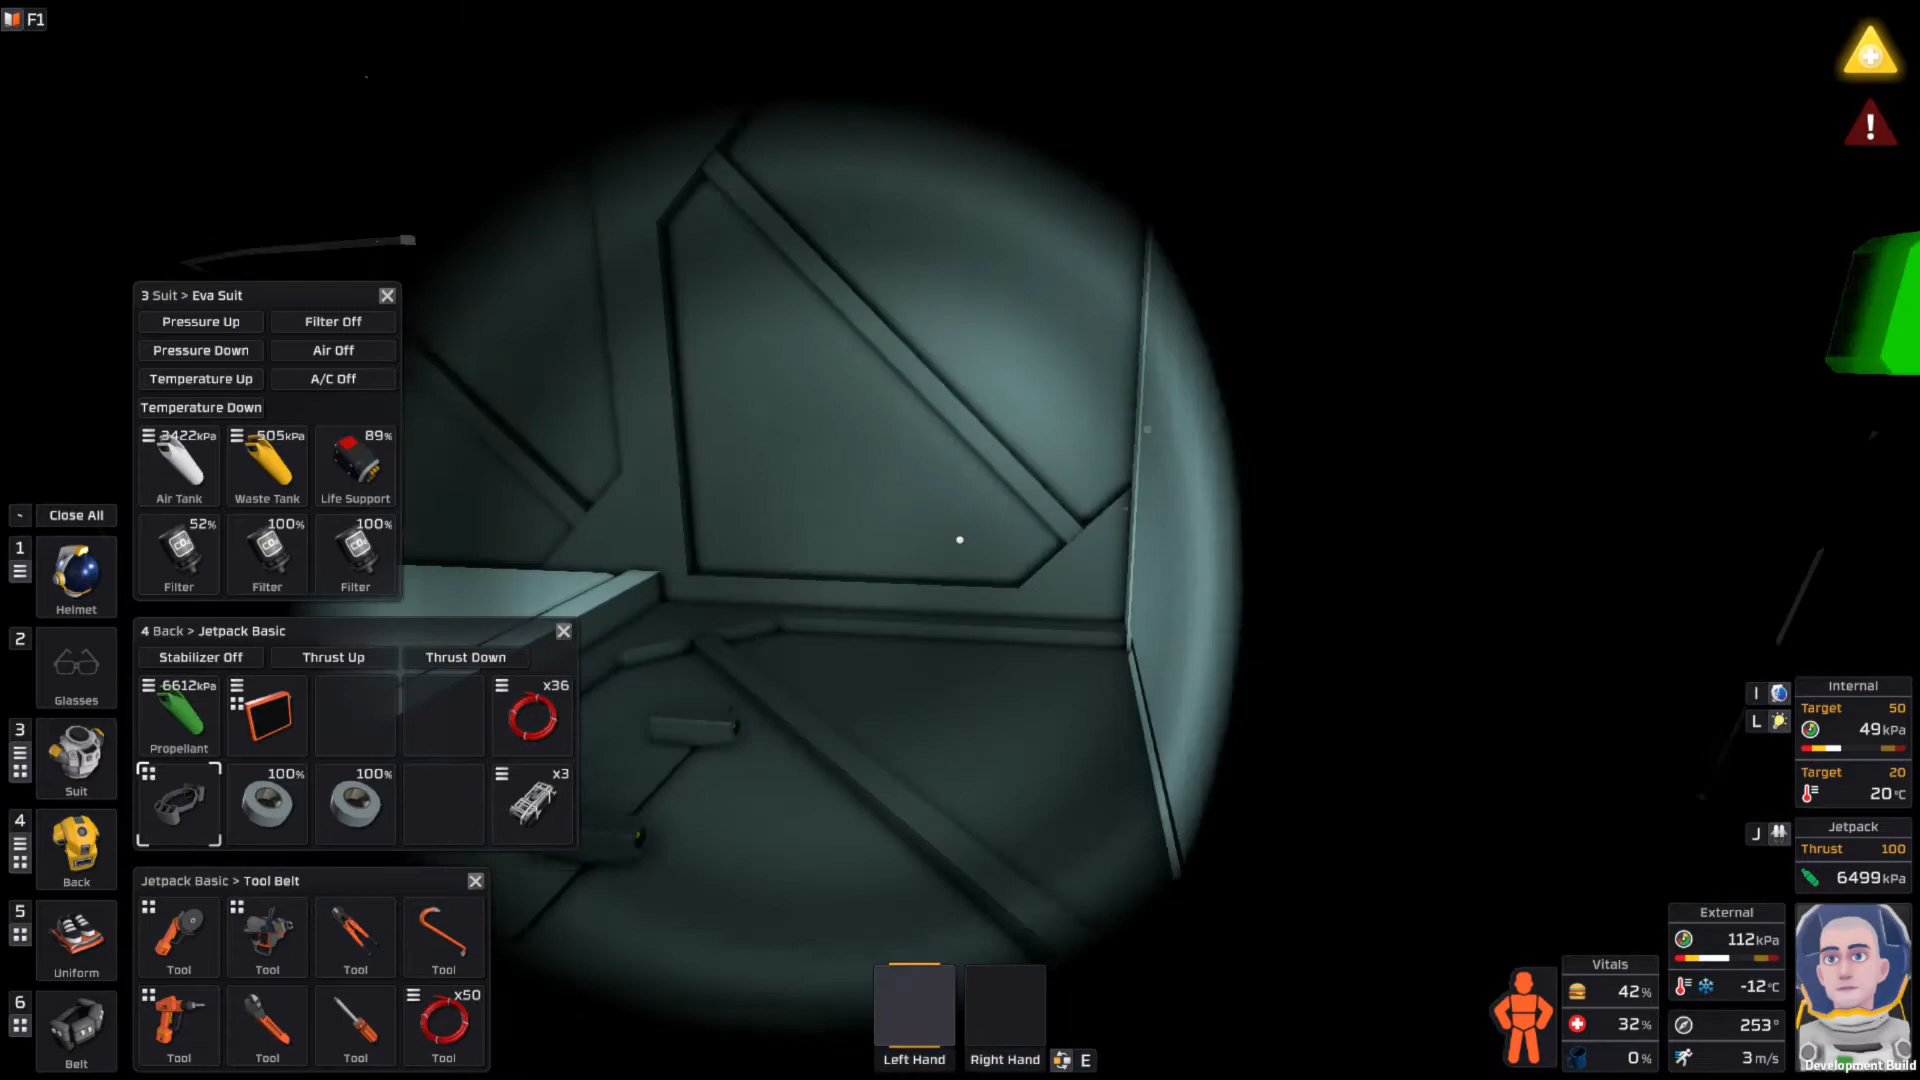 F1
3 Suit > Eva Suit
Pressure Up
Filter Off
Pressure Down
Air Off
Temperature Up
A/C Off
Temperature Down
3422kPa
505kPa
89%
Air Tank
Waste Tank
Life Support
52%
100%
100%
CO₂
CO₂
CO₂
Filter
Filter
Filter
~
Close All
1
Helmet
2
Glasses
3
Suit
4
Back
5
Uniform
6
Belt
4 Back > Jetpack Basic
Stabilizer Off
Thrust Up
Thrust Down
6612kPa
x36
Propellant
100%
100%
x3
Jetpack Basic > Tool Belt
Tool
Tool
Tool
Tool
x50
Tool
Tool
Tool
Tool
Left Hand
Right Hand
E
I
L
Internal
Target 50
49kPa
Target 20
20°C
J
Jetpack
Thrust 100
6499kPa
External
112kPa
-12°C
253°
3m/s
Vitals
42%
32%
0%
Development Build